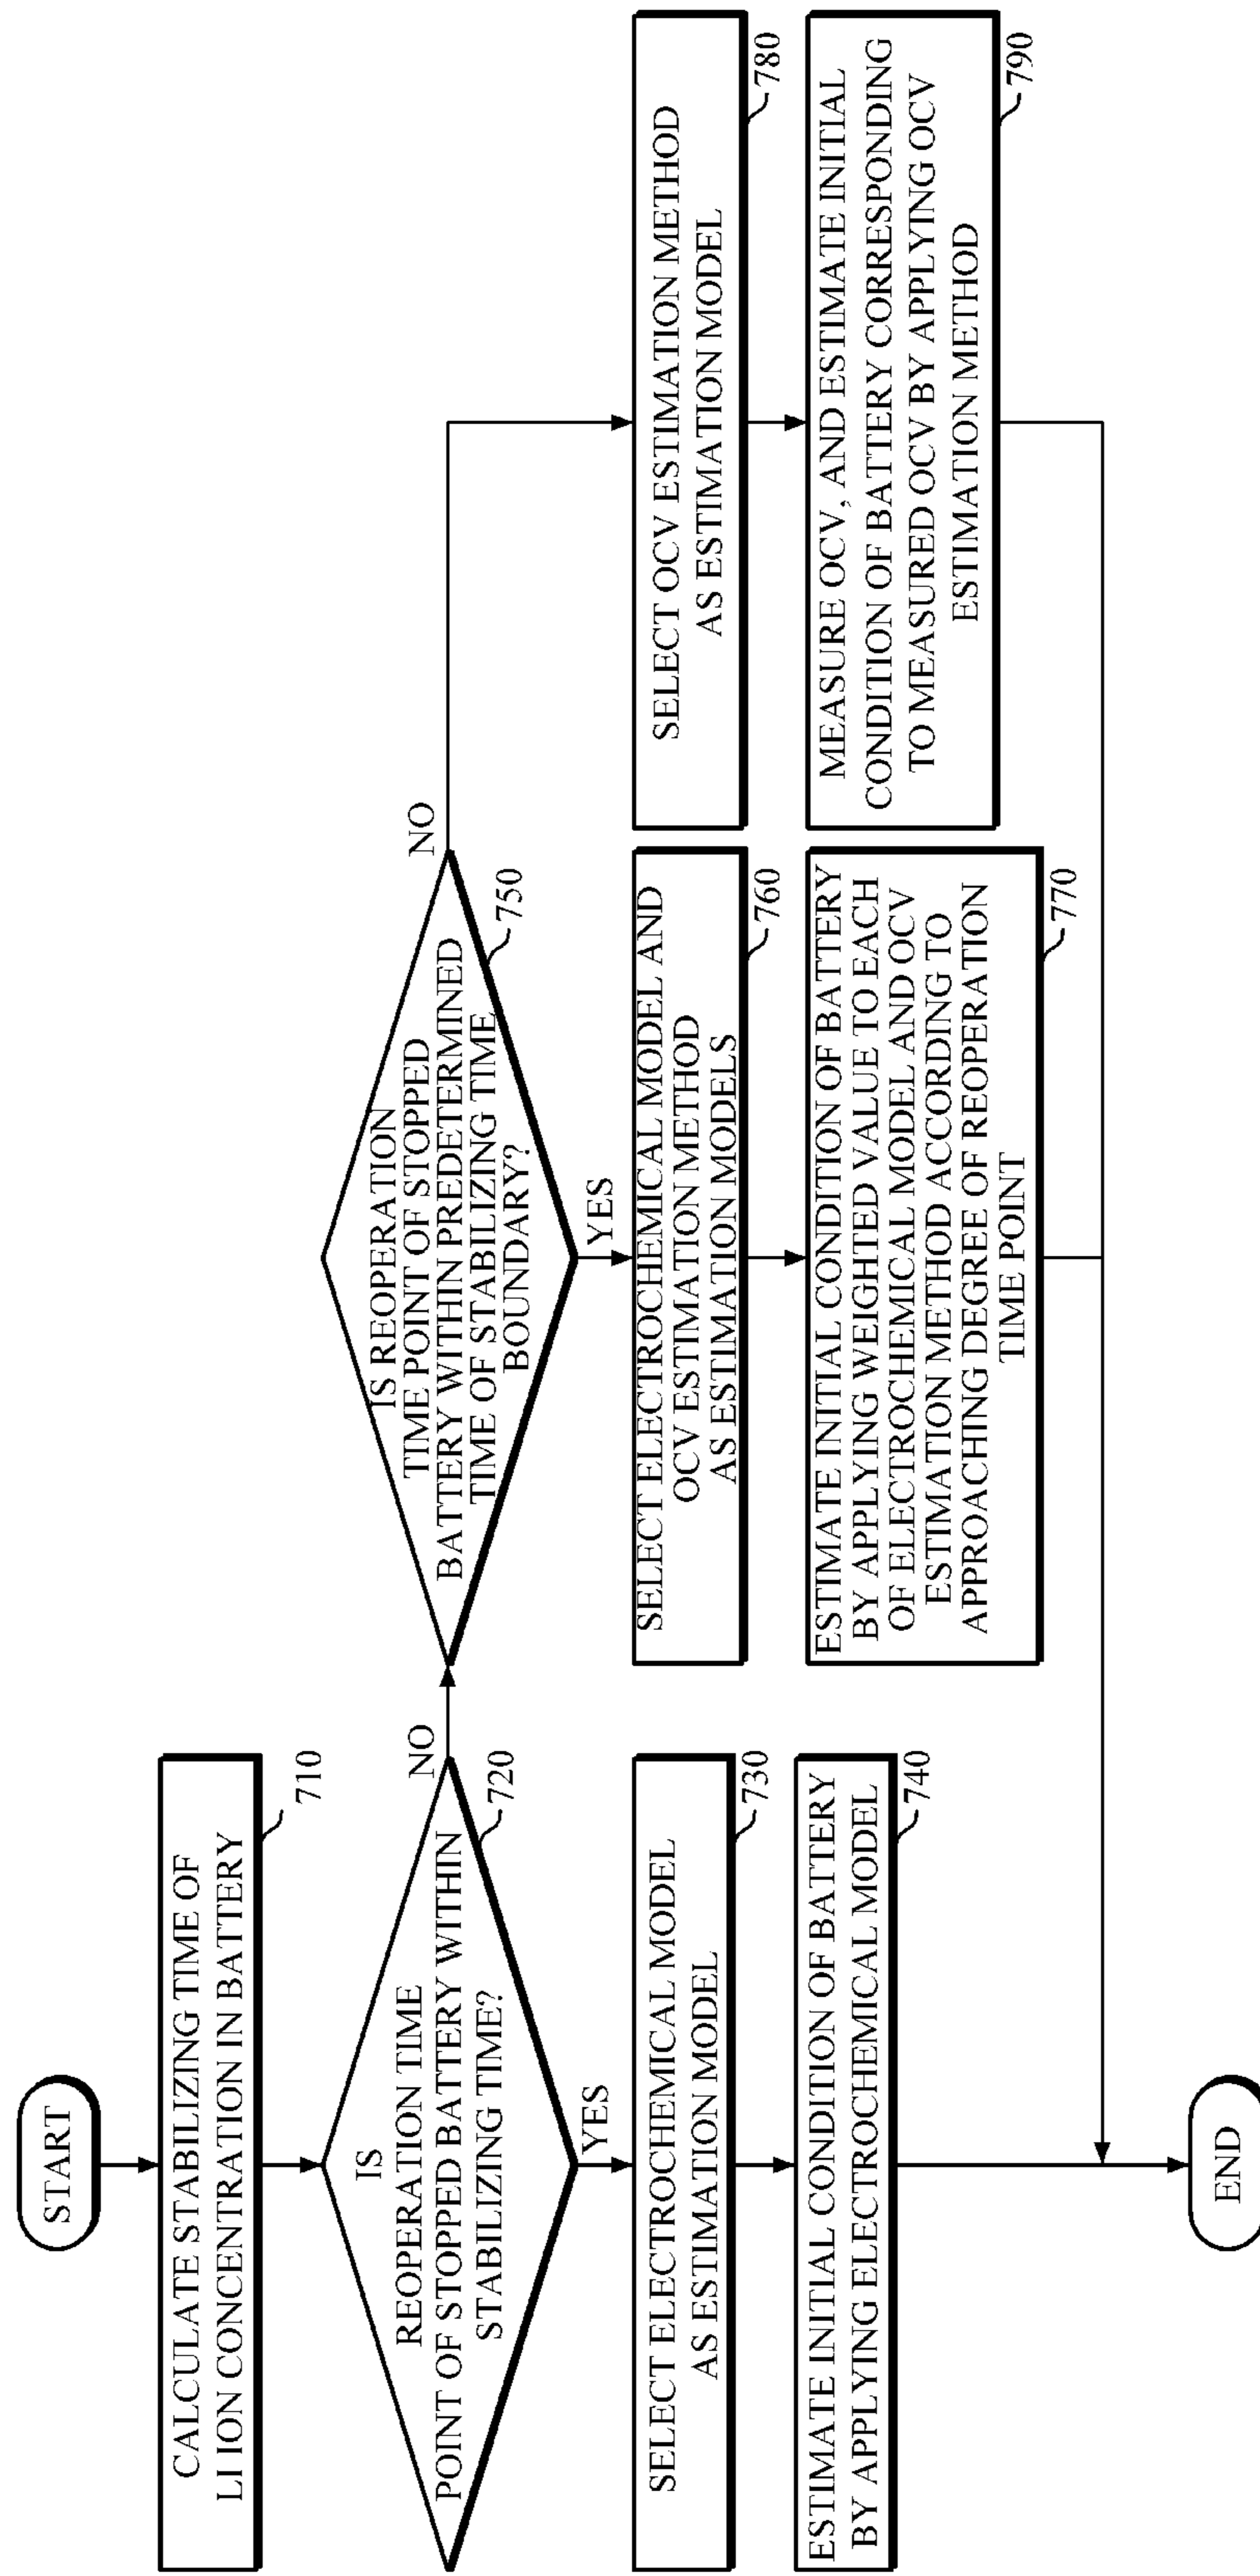 START
CALCULATE STABILIZING TIME OF
LI ION CONCENTRATION IN BATTERY
710
IS
REOPERATION TIME
POINT OF STOPPED BATTERY WITHIN
STABILIZING TIME?
720
NO
YES
SELECT ELECTROCHEMICAL MODEL
AS ESTIMATION MODEL
730
ESTIMATE INITIAL CONDITION OF BATTERY
BY APPLYING ELECTROCHEMICAL MODEL
740
IS REOPERATION
TIME POINT OF STOPPED
BATTERY WITHIN PREDETERMINED
TIME OF STABILIZING TIME
BOUNDARY?
750
NO
YES
SELECT ELECTROCHEMICAL MODEL AND
OCV ESTIMATION METHOD
AS ESTIMATION MODELS
760
ESTIMATE INITIAL CONDITION OF BATTERY
BY APPLYING WEIGHTED VALUE TO EACH
OF ELECTROCHEMICAL MODEL AND OCV
ESTIMATION METHOD ACCORDING TO
APPROACHING DEGREE OF REOPERATION
TIME POINT
770
SELECT OCV ESTIMATION METHOD
AS ESTIMATION MODEL
780
MEASURE OCV, AND ESTIMATE INITIAL
CONDITION OF BATTERY CORRESPONDING
TO MEASURED OCV BY APPLYING OCV
ESTIMATION METHOD
790
END